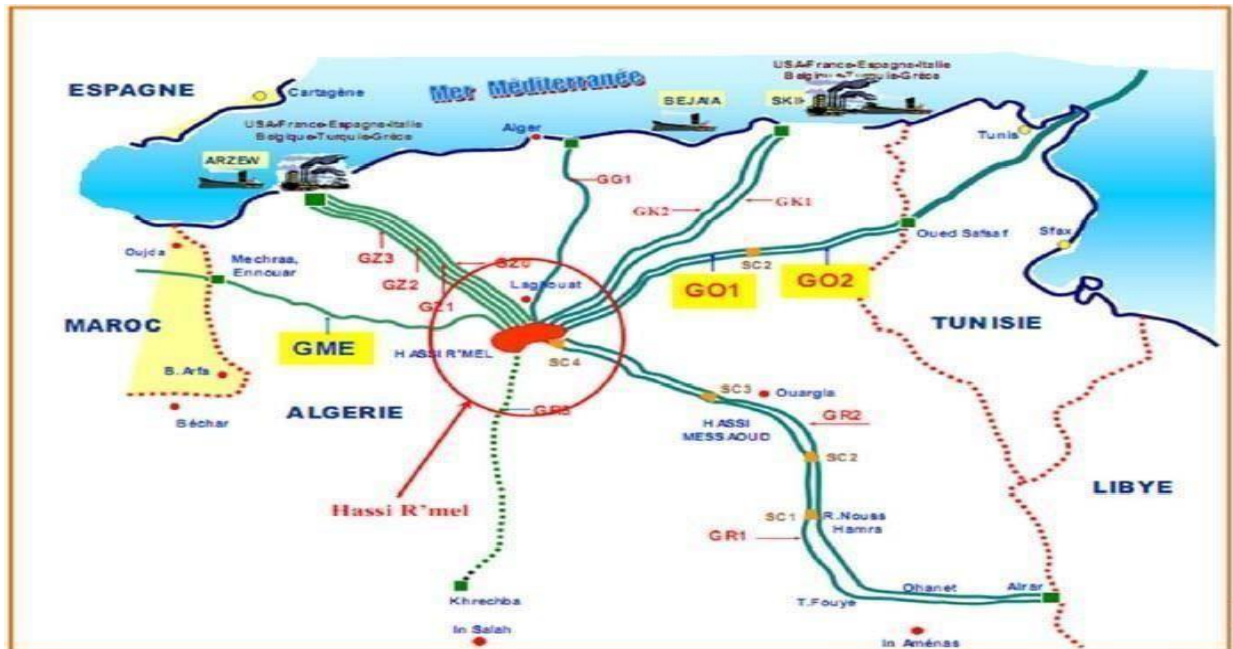 ESPAGNE
Cartagène
USA-France-Espagne-Italie
Belgique-Turquie-Grèce
ARZEW
Mer Méditerranée
Alger
BEJAIA
USA-France-Espagne-Italie
Belgique-Turquie-Grèce
Tunis
GG1
GK2
GK1
Oued Safsaf
Sfax
Oujda
Mechraa,
Ennouar
GZ3
GZ2
GZ1
GZ0
Laghouat
SC2
GO1
GO2
TUNISIE
MAROC
GME
HASSI R'MEL
SC4
B. Arfa
ALGERIE
Béchar
SC3
Ouargla
HASSI
MESSAOUD
GR2
SC2
LIBYE
Hassi R'mel
SC1
R.Nouss
Hamra
GR1
Khrechba
T.Fouyé
Ohanet
Alrar
In Salah
In Aménas